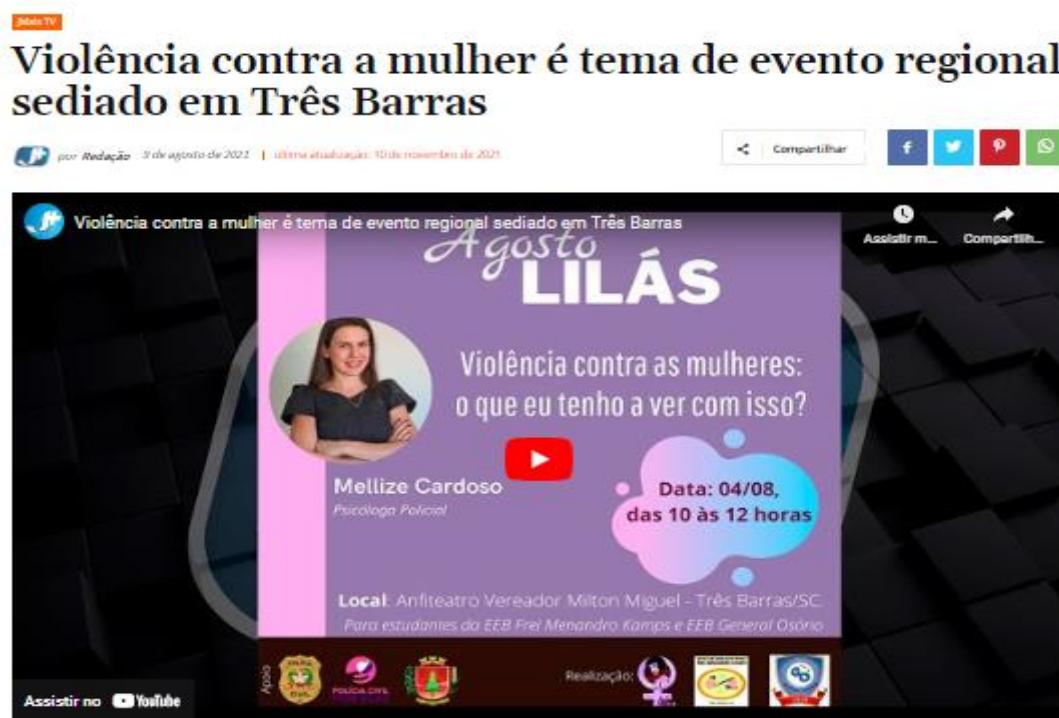 JMais TV
Violência contra a mulher é tema de evento regional
sediado em Três Barras
por Redação 3 de agosto de 2021 | última atualização: 10 de novembro de 2021
Compartilhar
Violência contra a mulher é tema de evento regional sediado em Três Barras
Assistir m...
Compartilh...
Agosto
LILÁS
Violência contra as mulheres:
o que eu tenho a ver com isso?
Mellize Cardoso
Psicóloga Policial
Data: 04/08,
das 10 às 12 horas
Local: Anfiteatro Vereador Milton Miguel - Três Barras/SC.
Para estudantes da EEB Frei Menandro Kamps e EEB General Osório
Apoio
POLÍCIA CIVIL
Realização:
Assistir no YouTube